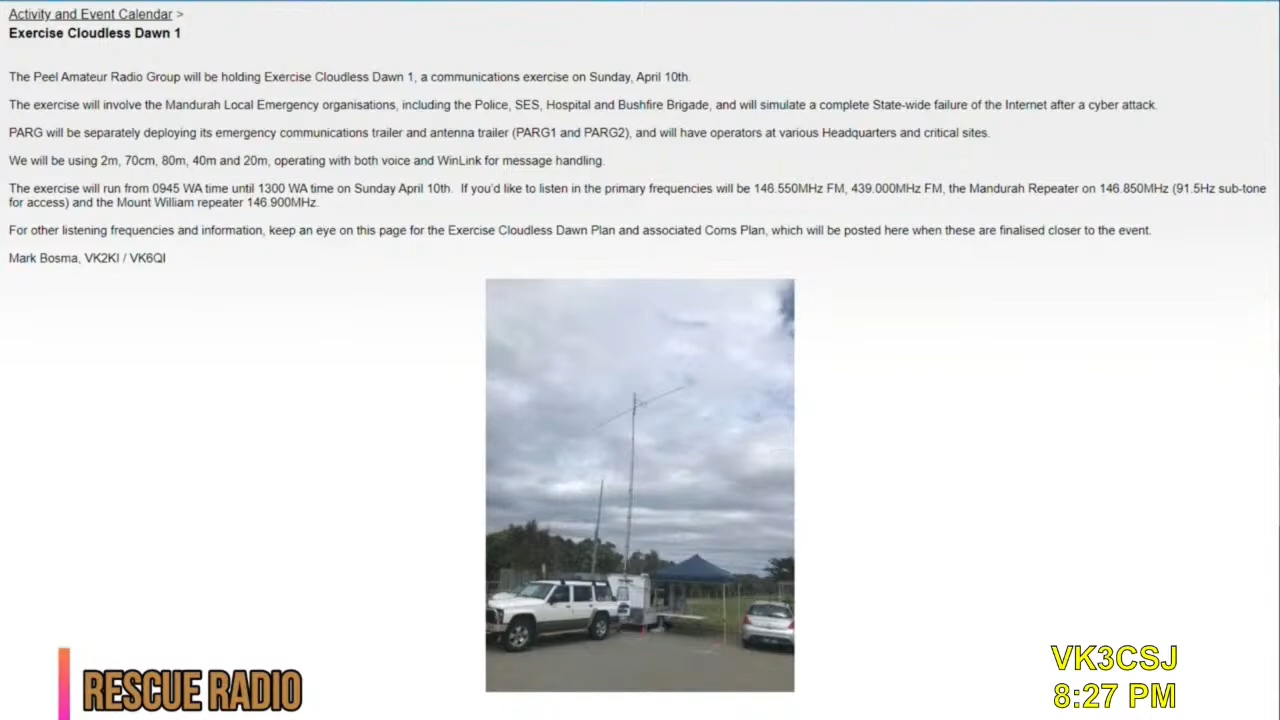 Activity and Event Calendar >
Exercise Cloudless Dawn 1
The Peel Amateur Radio Group will be holding Exercise Cloudless Dawn 1, a communications exercise on Sunday, April 10th.
The exercise will involve the Mandurah Local Emergency organisations, including the Police, SES, Hospital and Bushfire Brigade, and will simulate a complete State-wide failure of the Internet after a cyber attack.
PARG will be separately deploying its emergency communications trailer and antenna trailer (PARG1 and PARG2), and will have operators at various Headquarters and critical sites.
We will be using 2m, 70cm, 80m, 40m and 20m, operating with both voice and WinLink for message handling.
The exercise will run from 0945 WA time until 1300 WA time on Sunday April 10th. If you'd like to listen in the primary frequencies will be 146.550MHz FM, 439.000MHz FM, the Mandurah Repeater on 146.850MHz (91.5Hz sub-tone
for access) and the Mount William repeater 146.900MHz.
For other listening frequencies and information, keep an eye on this page for the Exercise Cloudless Dawn Plan and associated Coms Plan, which will be posted here when these are finalised closer to the event.
Mark Bosma, VK2KI / VK6QI
RESCUE RADIO
VK3CSJ
8:27 PM